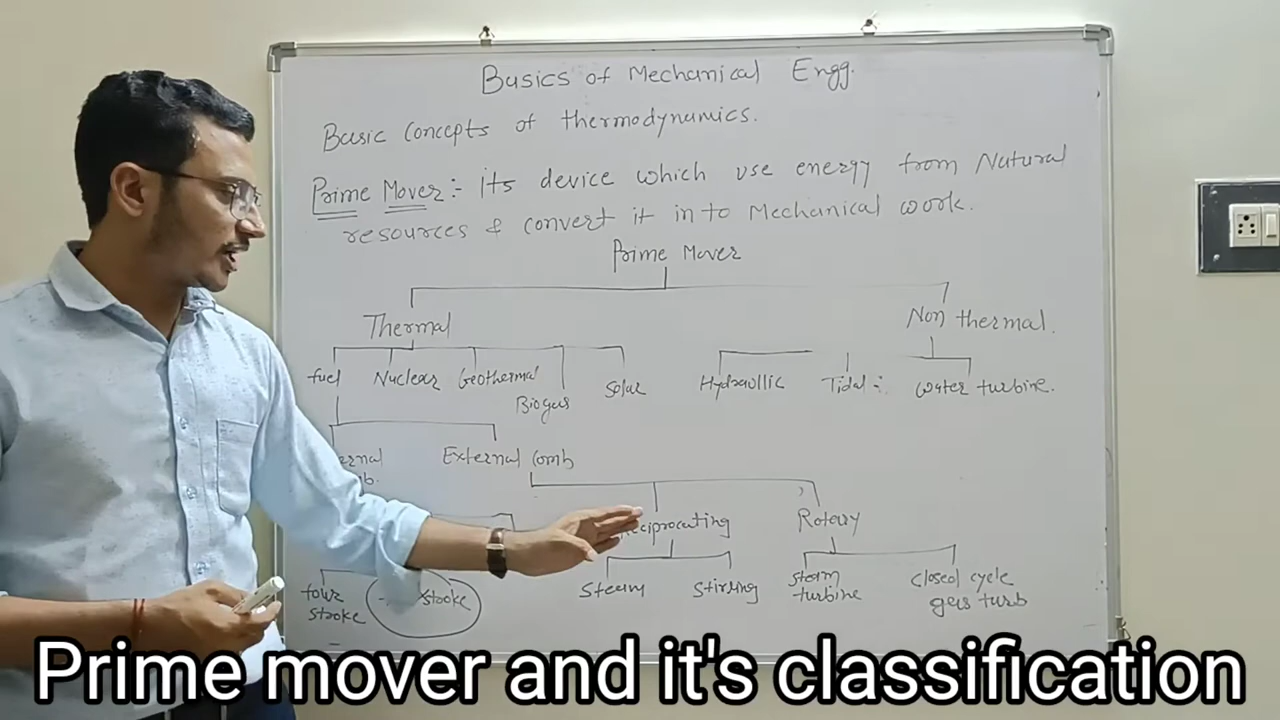 Basics of Mechanical Engg.
Basic Concepts of thermodynamics.
Prime Mover :- Its device which use energy from Natural
resources & convert it in to Mechanical work.
Prime Mover
Thermal Non thermal.
fuel Nuclear Geothermal Biogas Solar Hydraullic Tidal : water turbine.
External Comb
Rotary
four stroke stroke Steam Stirling steam turbine closed cycle gas turb
Prime mover and it's classification